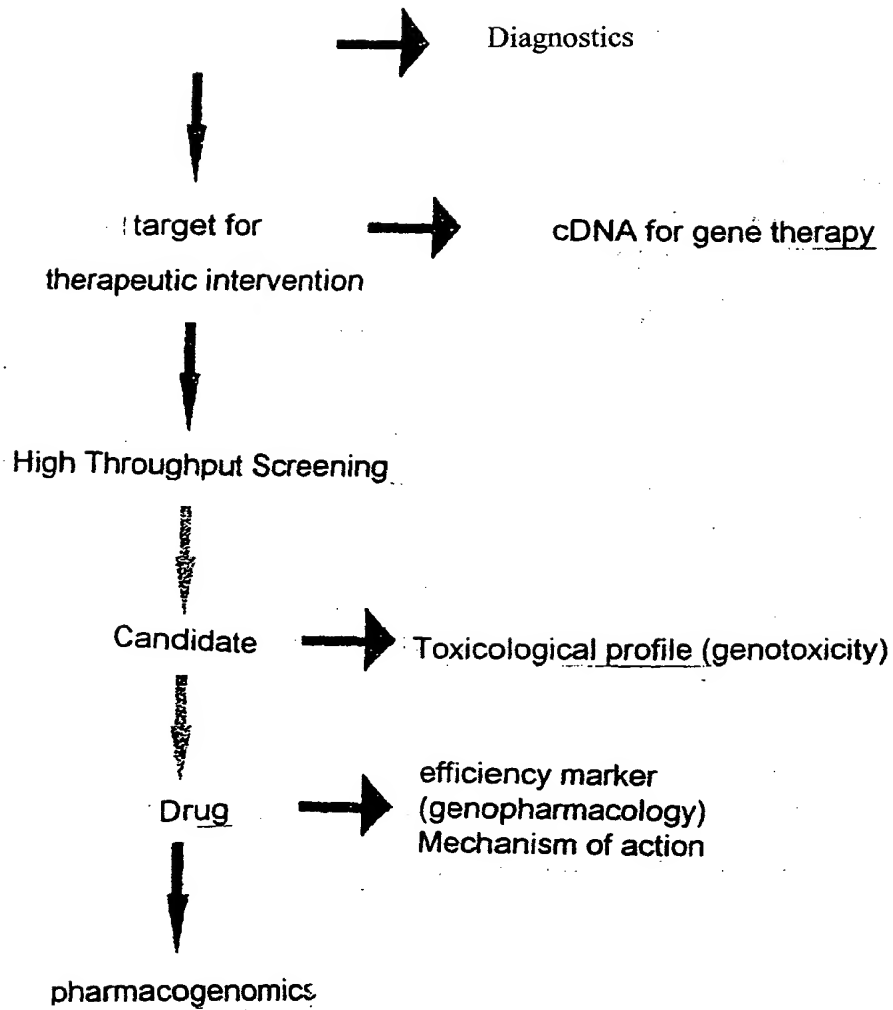 Diagnostics
target for
therapeutic intervention
cDNA for gene therapy
High Throughput Screening
Candidate
Toxicological profile (genotoxicity)
Drug
efficiency marker
(genopharmacology)
Mechanism of action
pharmacogenomics